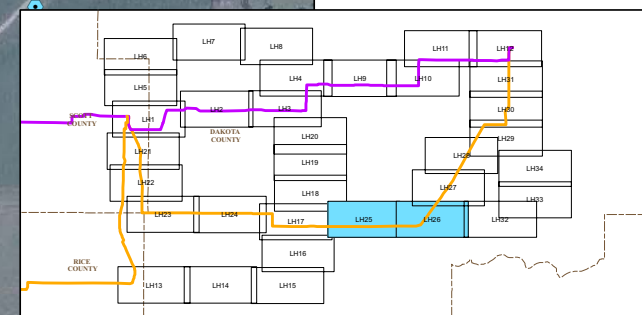 LH7
LH8
LH11
LH12
LH6
LH5
LH4
LH9
LH10
LH31
LH1
LH2
LH3
LH30
SCOTT
COUNTY
DAKOTA
COUNTY
LH20
LH29
LH21
LH19
LH28
LH34
LH22
LH18
LH27
LH33
LH23
LH24
LH17
LH25
LH26
LH32
RICE
COUNTY
LH16
LH13
LH14
LH15